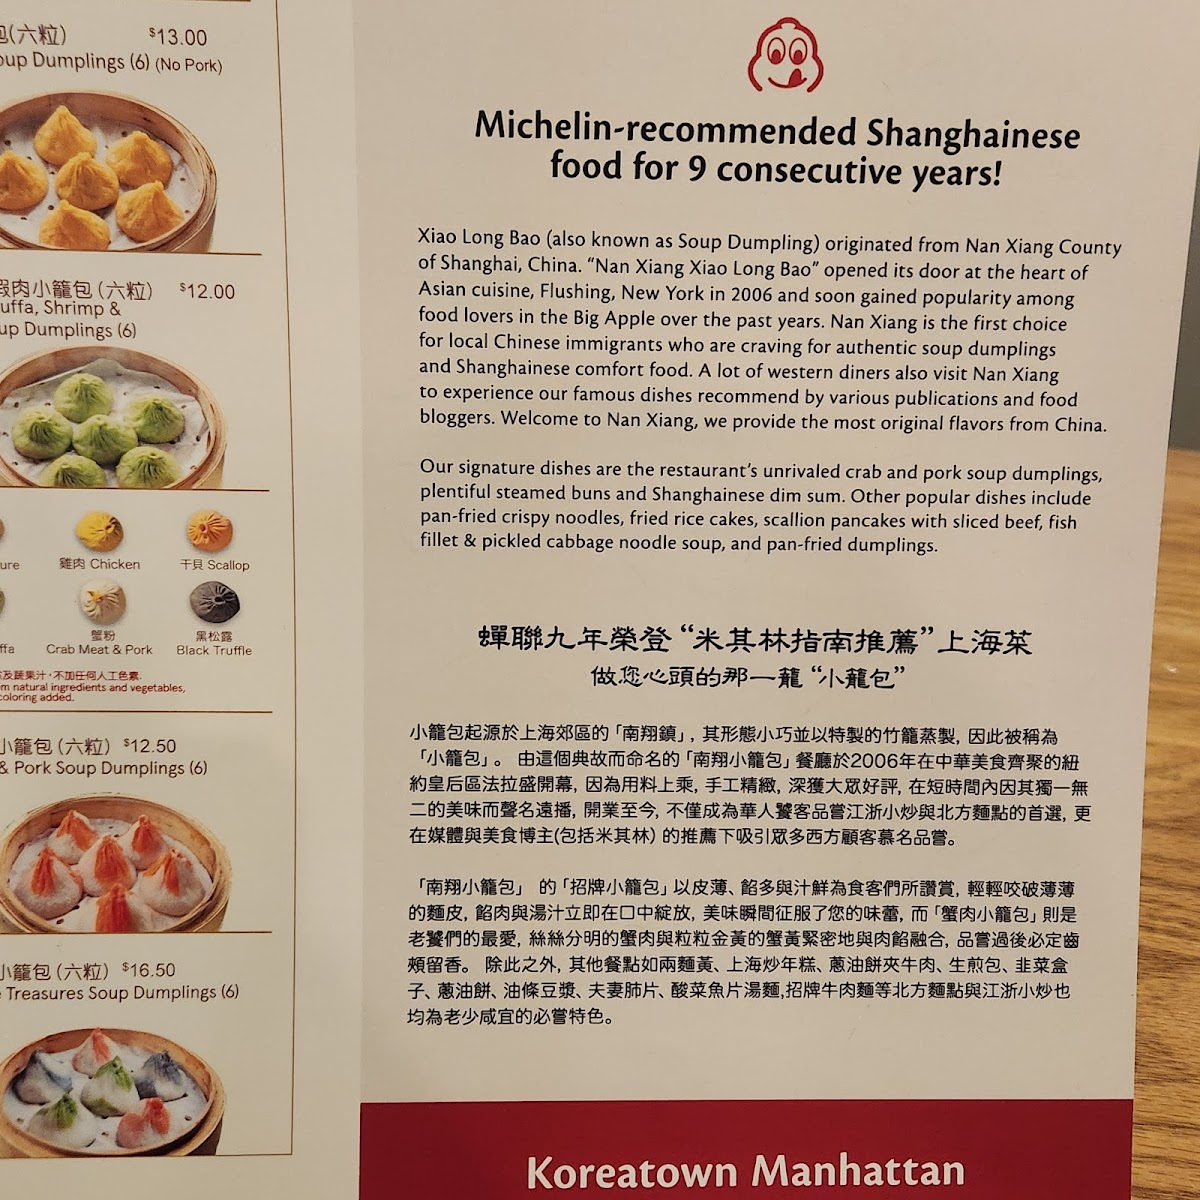 包(六粒) $13.00
oup Dumplings (6) (No Pork)
蝦肉小籠包 (六粒) $12.00
uffa, Shrimp &
up Dumplings (6)
ure
雞肉 Chicken
干貝 Scallop
ffa
蟹粉
Crab Meat & Pork
黑松露
Black Truffle
及蔬果汁，不加任何人工色素.
m natural ingredients and vegetables,
coloring added.
小籠包 (六粒) $12.50
& Pork Soup Dumplings (6)
小籠包 (六粒) $16.50
e Treasures Soup Dumplings (6)
Michelin-recommended Shanghainese
food for 9 consecutive years!
Xiao Long Bao (also known as Soup Dumpling) originated from Nan Xiang County
of Shanghai, China. “Nan Xiang Xiao Long Bao” opened its door at the heart of
Asian cuisine, Flushing, New York in 2006 and soon gained popularity among
food lovers in the Big Apple over the past years. Nan Xiang is the first choice
for local Chinese immigrants who are craving for authentic soup dumplings
and Shanghainese comfort food. A lot of western diners also visit Nan Xiang
to experience our famous dishes recommend by various publications and food
bloggers. Welcome to Nan Xiang, we provide the most original flavors from China.
Our signature dishes are the restaurant’s unrivaled crab and pork soup dumplings,
plentiful steamed buns and Shanghainese dim sum. Other popular dishes include
pan-fried crispy noodles, fried rice cakes, scallion pancakes with sliced beef, fish
fillet & pickled cabbage noodle soup, and pan-fried dumplings.
蟬聯九年榮登“米其林指南推薦”上海菜
做您心頭的那一籠“小籠包”
小籠包起源於上海郊區的「南翔鎮」, 其形態小巧並以特製的竹籠蒸製, 因此被稱為
「小籠包」。 由這個典故而命名的「南翔小籠包」餐廳於2006年在中華美食齊聚的紐
約皇后區法拉盛開幕, 因為用料上乘, 手工精緻, 深獲大眾好評, 在短時間內因其獨一無
二的美味而聲名遠播, 開業至今, 不僅成為華人饕客品嘗江浙小炒與北方麵點的首選, 更
在媒體與美食博主(包括米其林) 的推薦下吸引眾多西方顧客慕名品嘗。
「南翔小籠包」 的「招牌小籠包」以皮薄、餡多與汁鮮為食客們所讚賞, 輕輕咬破薄薄
的麵皮, 餡肉與湯汁立即在口中綻放, 美味瞬間征服了您的味蕾, 而「蟹肉小籠包」則是
老饕們的最愛, 絲絲分明的蟹肉與粒粒金黃的蟹黃緊密地與肉餡融合, 品嘗過後必定齒
頰留香。 除此之外, 其他餐點如兩麵黃、上海炒年糕、蔥油餅夾牛肉、生煎包、韭菜盒
子、蔥油餅、油條豆漿、夫妻肺片、酸菜魚片湯麵,招牌牛肉麵等北方麵點與江浙小炒也
均為老少咸宜的必嘗特色。
Koreatown Manhattan